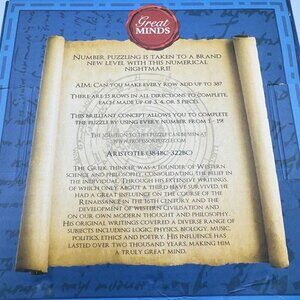 Great
MINDS
NUMBER PUZZLING IS TAKEN TO A BRAND
NEW LEVEL WITH THIS NUMERICAL
NIGHTMARE!
AIM: CAN YOU MAKE EVERY ROW ADD UP TO 38?
THERE ARE 15 ROWS IN ALL DIRECTIONS TO COMPLETE,
EACH MADE UP OF 3, 4, OR 5 PIECES.
THIS BRILLIANT CONCEPT ALLOWS YOU TO COMPLETE
THE PUZZLE BY USING EVERY NUMBER FROM 1 - 19!
THE SOLUTION TO THIS PUZZLE CAN BE SEEN AT
WWW.PROFESSORPUZZLE.COM
ARISTOTLE (384BC-322BC)
THE GREEK THINKER WAS A FOUNDER OF WESTERN
SCIENCE AND PHILOSOPHY, CONSOLIDATING THE BELIEF IN
THE INDIVIDUAL. THROUGH HIS EXTENSIVE WRITINGS,
OF WHICH ONLY ABOUT A THIRD HAVE SURVIVED, HE
HAD A GREAT INFLUENCE ON THE COURSE OF THE
RENAISSANCE IN THE 16TH CENTURY AND THE
DEVELOPMENT OF WESTERN CIVILISATION AND
ON OUR OWN MODERN THOUGHT AND PHILOSOPHY.
HIS ORIGINAL WRITINGS COVERED A DIVERSE RANGE OF
SUBJECTS INCLUDING LOGIC, PHYSICS, BIOLOGY, MUSIC,
POLITICS, ETHICS AND POETRY. HIS INFLUENCE HAS
LASTED OVER TWO THOUSAND YEARS, MAKING HIM
A TRULY GREAT MIND.